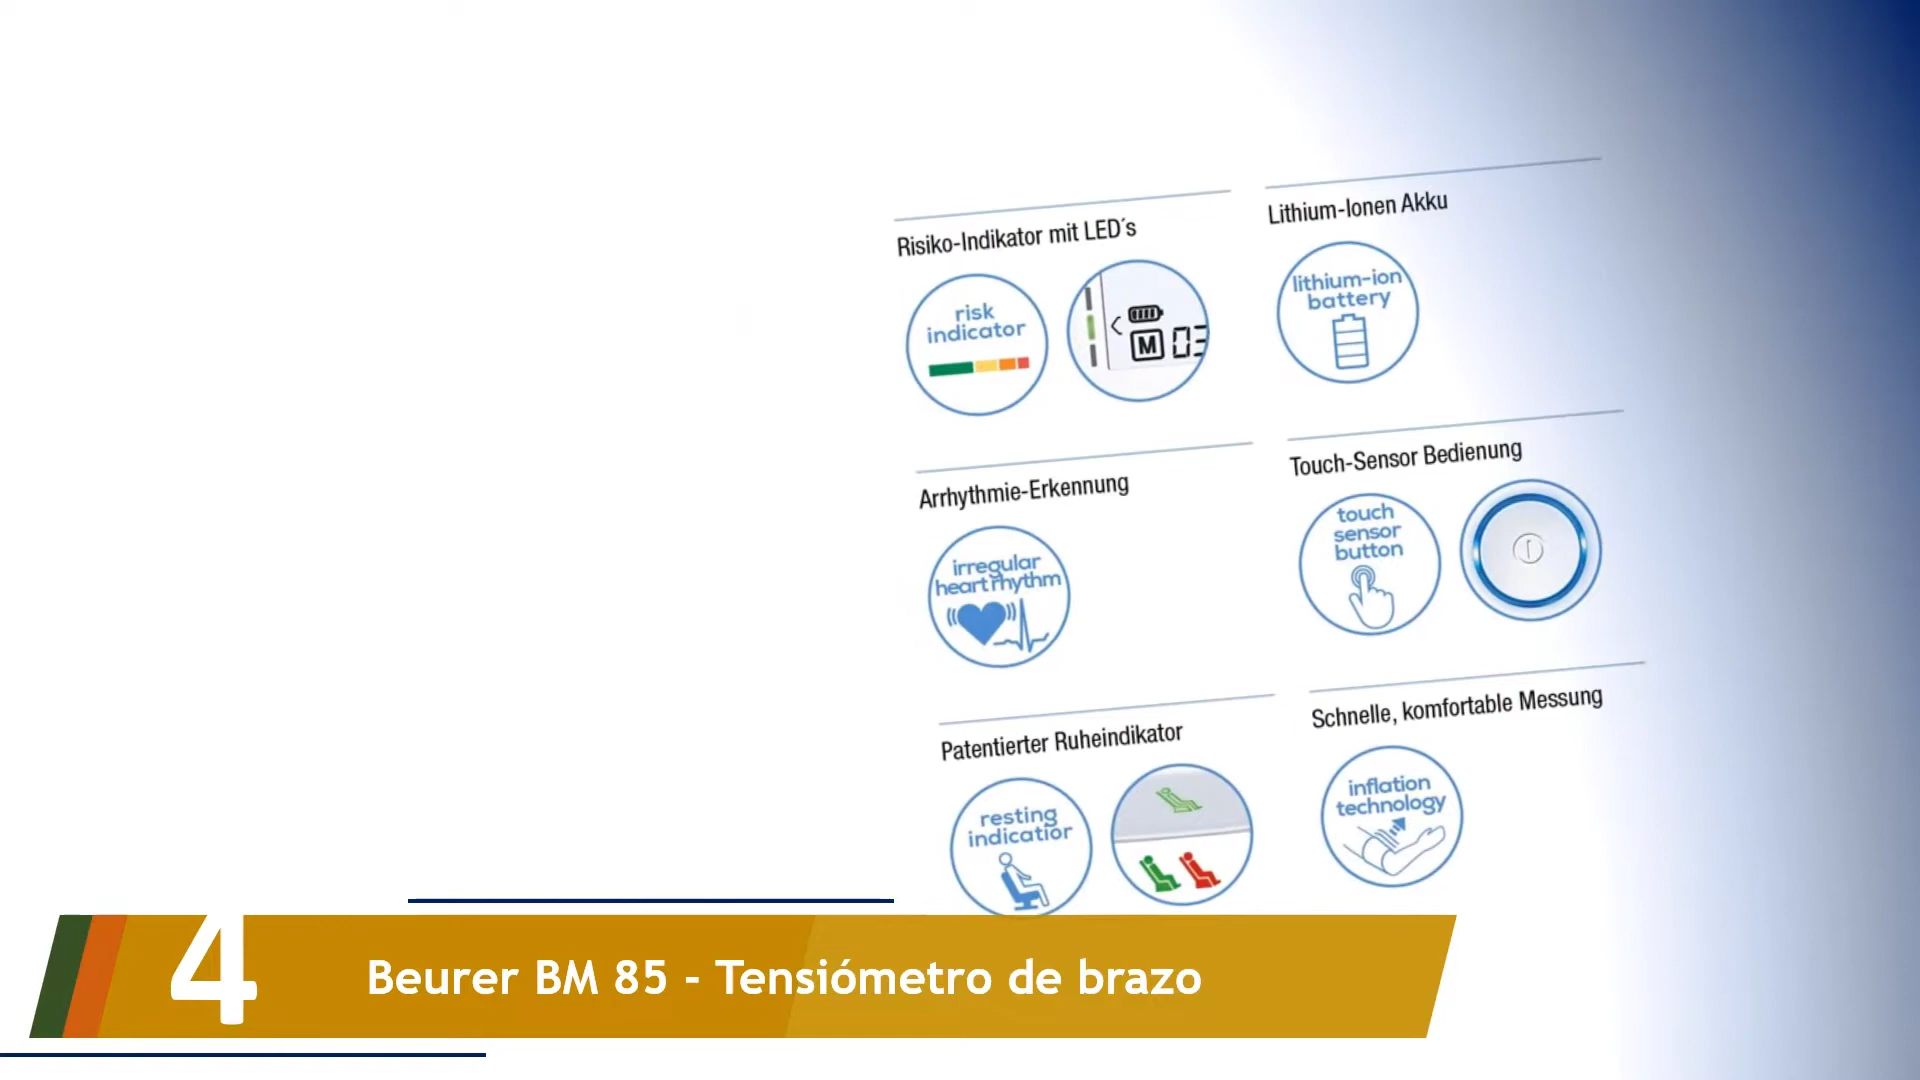 Risiko-Indikator mit LED´s
risk
indicator
M 03
Lithium-Ionen Akku
lithium-ion
battery
Arrhythmie-Erkennung
irregular
heart rhythm
Touch-Sensor Bedienung
touch
sensor
button
Patentierter Ruheindikator
resting
indicatior
Schnelle, komfortable Messung
inflation
technology
4
Beurer BM 85 - Tensiómetro de brazo